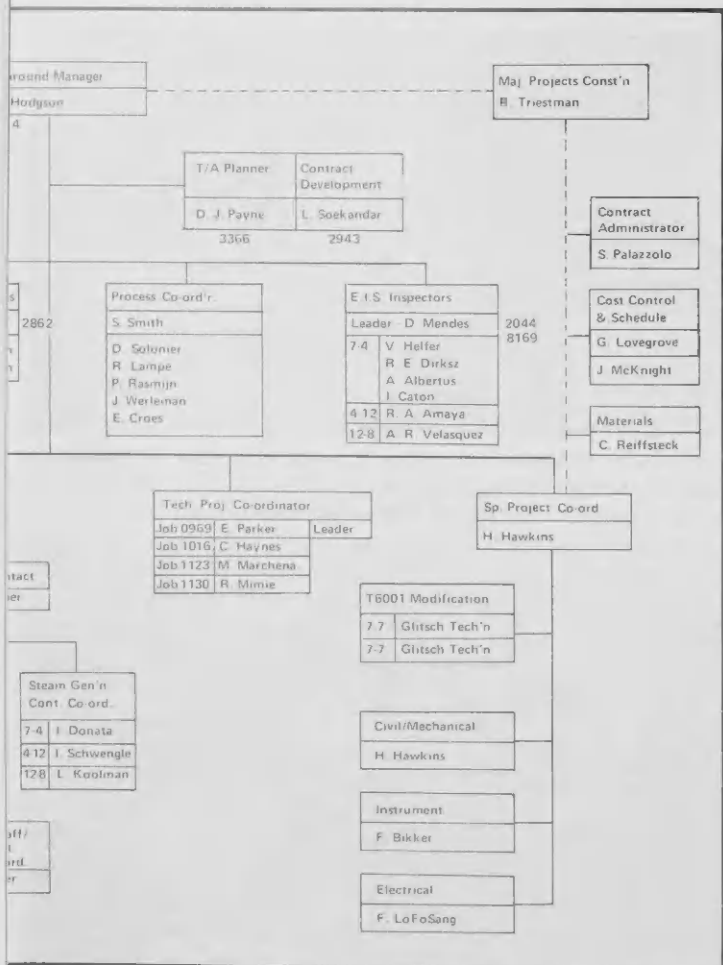 Manager
Hodgson
4
Maj. Projects Const'n
R. Triestman
T/A Planner
D. J. Payne
3366
Contract
Development
L. Soekandar
2943
Contract
Administrator
S. Palazzolo
Cost Control
& Schedule
G. Lovegrove
J. McKnight
Materials
C. Reiffsteck
2862
Process Co-ord'r.
S. Smith
D. Solonier
R. Lampe
P. Rasmijn
J. Werleman
E. Croes
E.I.S. Inspectors
Leader - D. Mendes
2044
8169
7-4 V. Helfer
R. E. Dirksz
A. Albertus
I. Caton
4-12 R. A. Amaya
12-8 A. R. Velasquez
Tech. Proj. Co-ordinator
Job 0969 E. Parker Leader
Job 1016 C. Haynes
Job 1123 M. Marchena
Job 1130 R. Mimie
Sp. Project Co-ord
H. Hawkins
T6001 Modification
7-7 Glitsch Tech'n
7-7 Glitsch Tech'n
Steam Gen'n
Cont. Co-ord.
7-4 I. Donata
4-12 I. Schwengle
12-8 L. Koolman
Civil/Mechanical
H. Hawkins
Instrument
F. Bikker
Electrical
F. LoFoSang